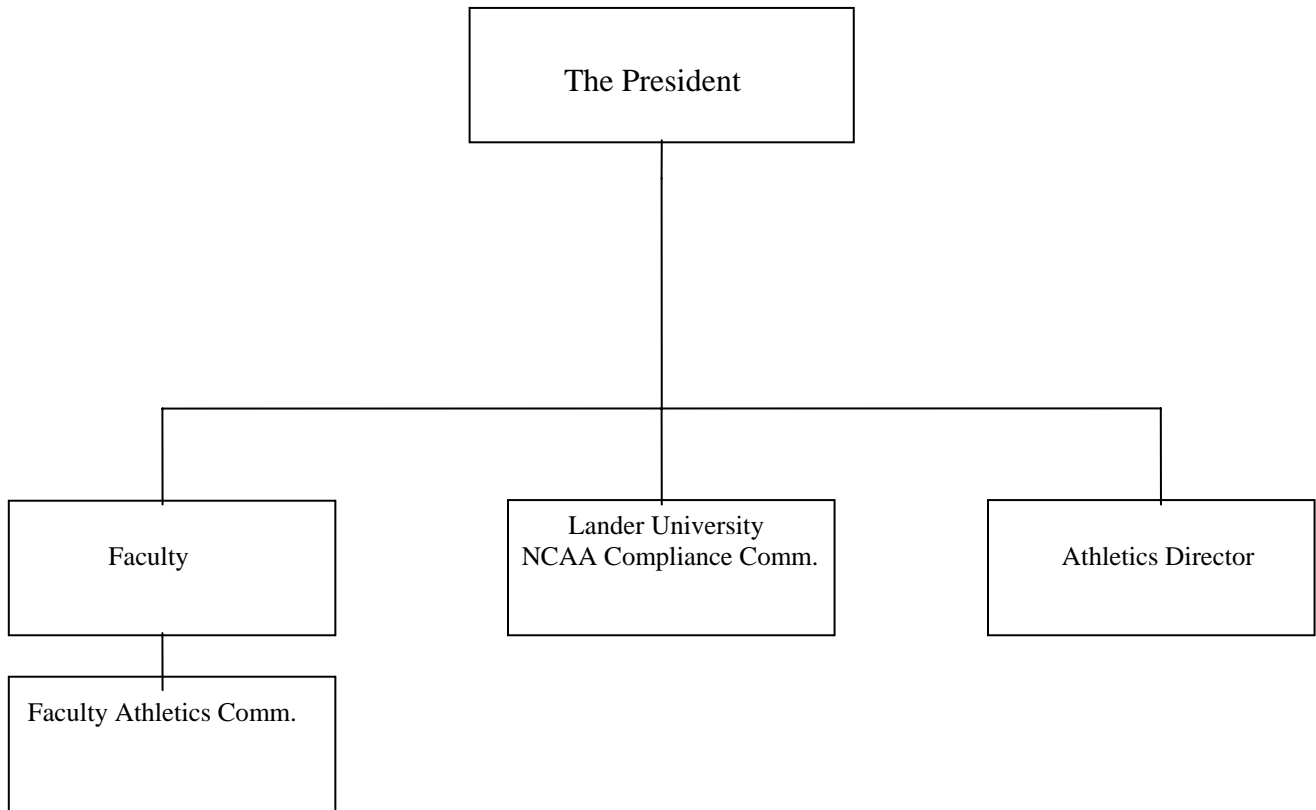 The President
Faculty
Lander University
NCAA Compliance Comm.
Athletics Director
Faculty Athletics Comm.